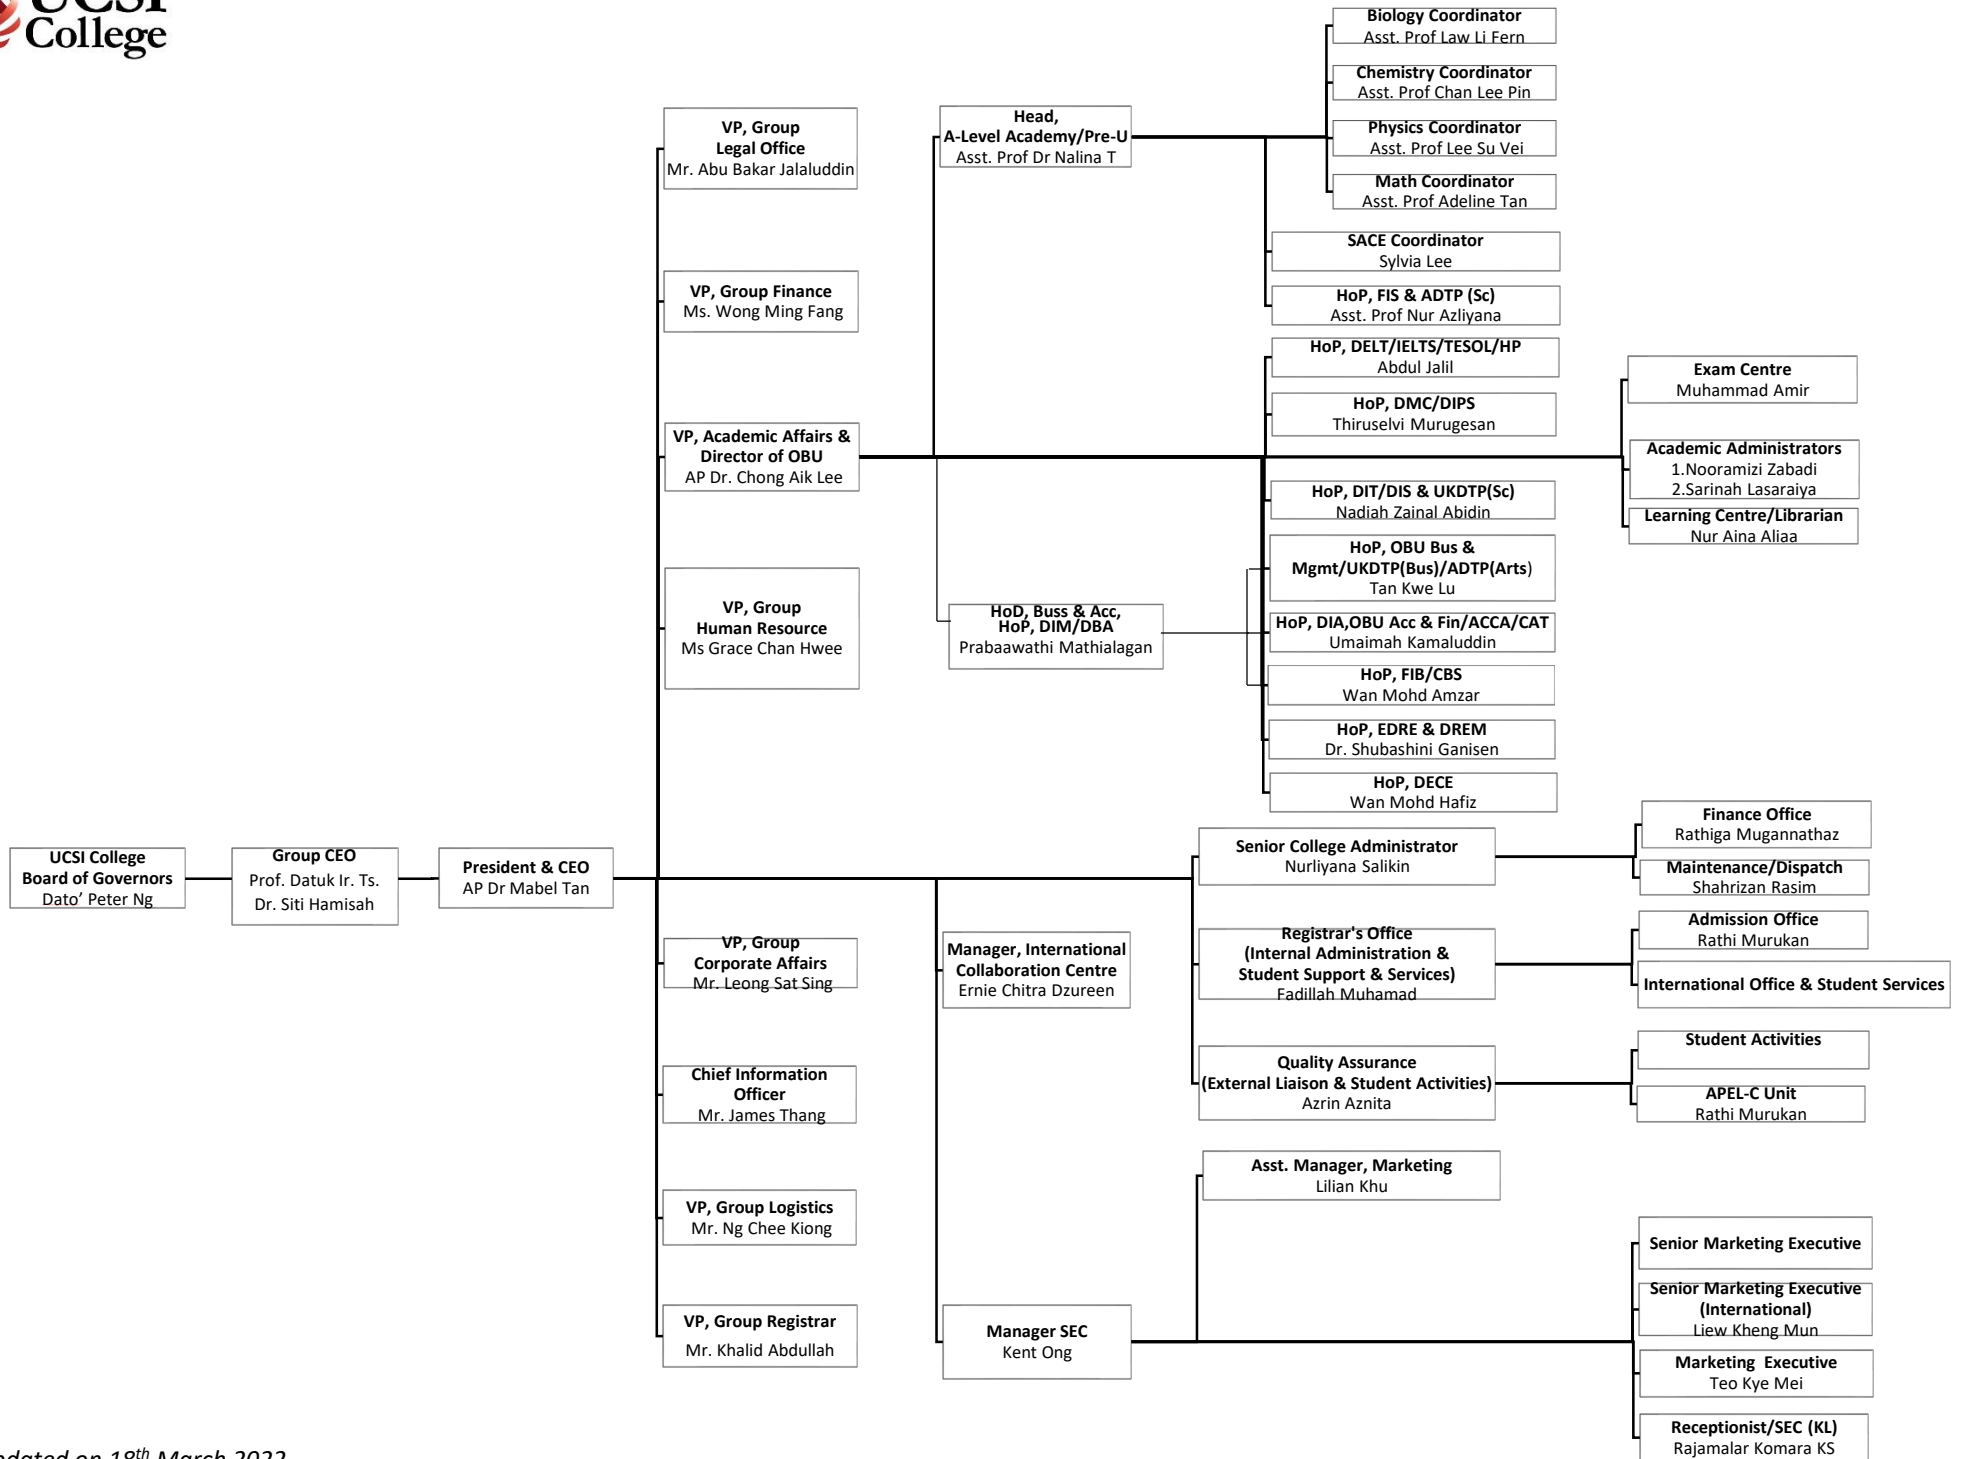 UCSI
College
Biology Coordinator
Asst. Prof Law Li Fern
Chemistry Coordinator
Asst. Prof Chan Lee Pin
Physics Coordinator
Asst. Prof Lee Su Vei
Math Coordinator
Asst. Prof Adeline Tan
Head,
A-Level Academy/Pre-U
Asst. Prof Dr Nalina T
VP, Group
Legal Office
Mr. Abu Bakar Jalaluddin
SACE Coordinator
Sylvia Lee
HoP, FIS & ADTP (Sc)
Asst. Prof Nur Azliyana
VP, Group Finance
Ms. Wong Ming Fang
HoP, DELT/IELTS/TESOL/HP
Abdul Jalil
HoP, DMC/DIPS
Thiruselvi Murugesan
Exam Centre
Muhammad Amir
Academic Administrators
1.Nooramizi Zabadi
2.Sarinah Lasaraiya
Learning Centre/Librarian
Nur Aina Aliaa
VP, Academic Affairs &
Director of OBU
AP Dr. Chong Aik Lee
HoP, DIT/DIS & UKDTP(Sc)
Nadiah Zainal Abidin
HoP, OBU Bus &
Mgmt/UKDTP(Bus)/ADTP(Arts)
Tan Kwe Lu
VP, Group
Human Resource
Ms Grace Chan Hwee
HoD, Buss & Acc,
HoP, DIM/DBA
Prabaawathi Mathialagan
HoP, DIA,OBU Acc & Fin/ACCA/CAT
Umaimah Kamaluddin
HoP, FIB/CBS
Wan Mohd Amzar
HoP, EDRE & DREM
Dr. Shubashini Ganisen
HoP, DECE
Wan Mohd Hafiz
UCSI College
Board of Governors
Dato’ Peter Ng
Group CEO
Prof. Datuk Ir. Ts.
Dr. Siti Hamisah
President & CEO
AP Dr Mabel Tan
Senior College Administrator
Nurliyana Salikin
Finance Office
Rathiga Mugannathaz
Maintenance/Dispatch
Shahrizan Rasim
VP, Group
Corporate Affairs
Mr. Leong Sat Sing
Manager, International
Collaboration Centre
Ernie Chitra Dzureen
Registrar's Office
(Internal Administration &
Student Support & Services)
Fadillah Muhamad
Admission Office
Rathi Murukan
International Office & Student Services
Chief Information
Officer
Mr. James Thang
Quality Assurance
(External Liaison & Student Activities)
Azrin Aznita
Student Activities
APEL-C Unit
Rathi Murukan
VP, Group Logistics
Mr. Ng Chee Kiong
Asst. Manager, Marketing
Lilian Khu
VP, Group Registrar
Mr. Khalid Abdullah
Manager SEC
Kent Ong
Senior Marketing Executive
Senior Marketing Executive
(International)
Liew Kheng Mun
Marketing Executive
Teo Kye Mei
Receptionist/SEC (KL)
Rajamalar Komara KS
on 18th March 2022